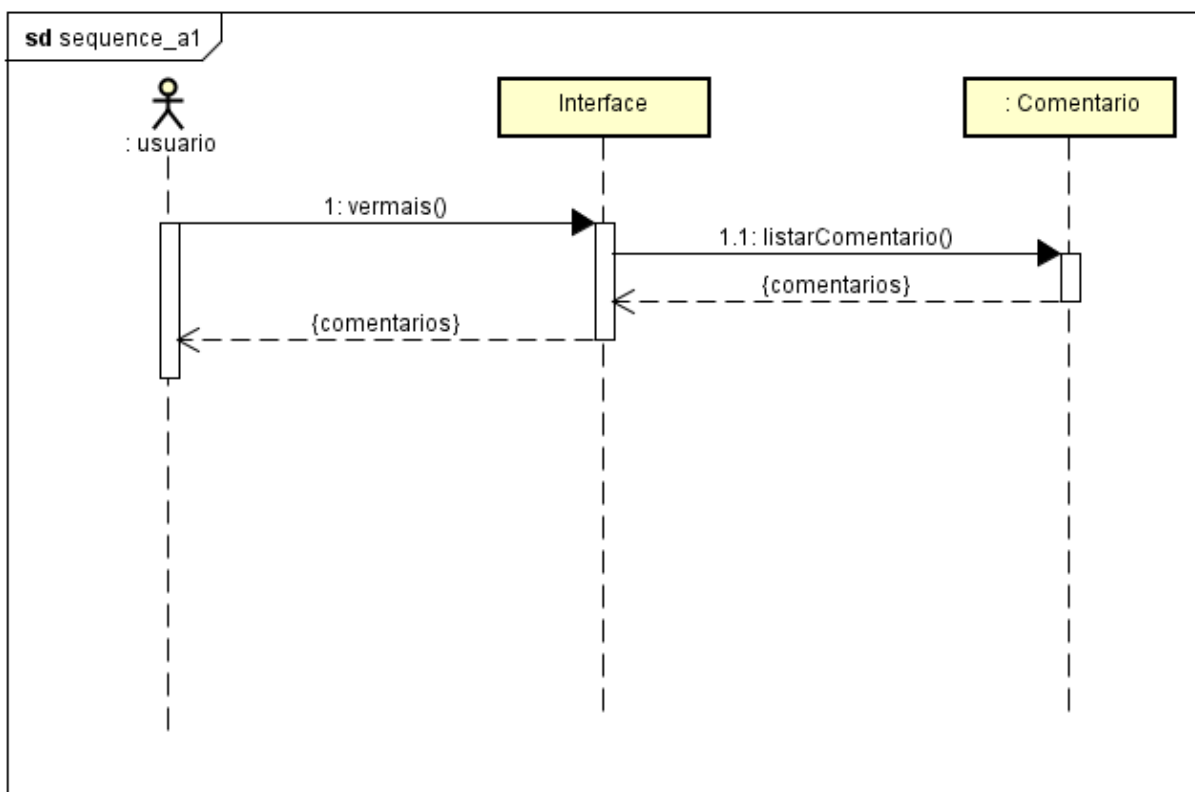 sd sequence_a1
Interface
: Comentario
: usuario
1: vermais()
1.1: listarComentario()
{comentarios}
{comentarios}